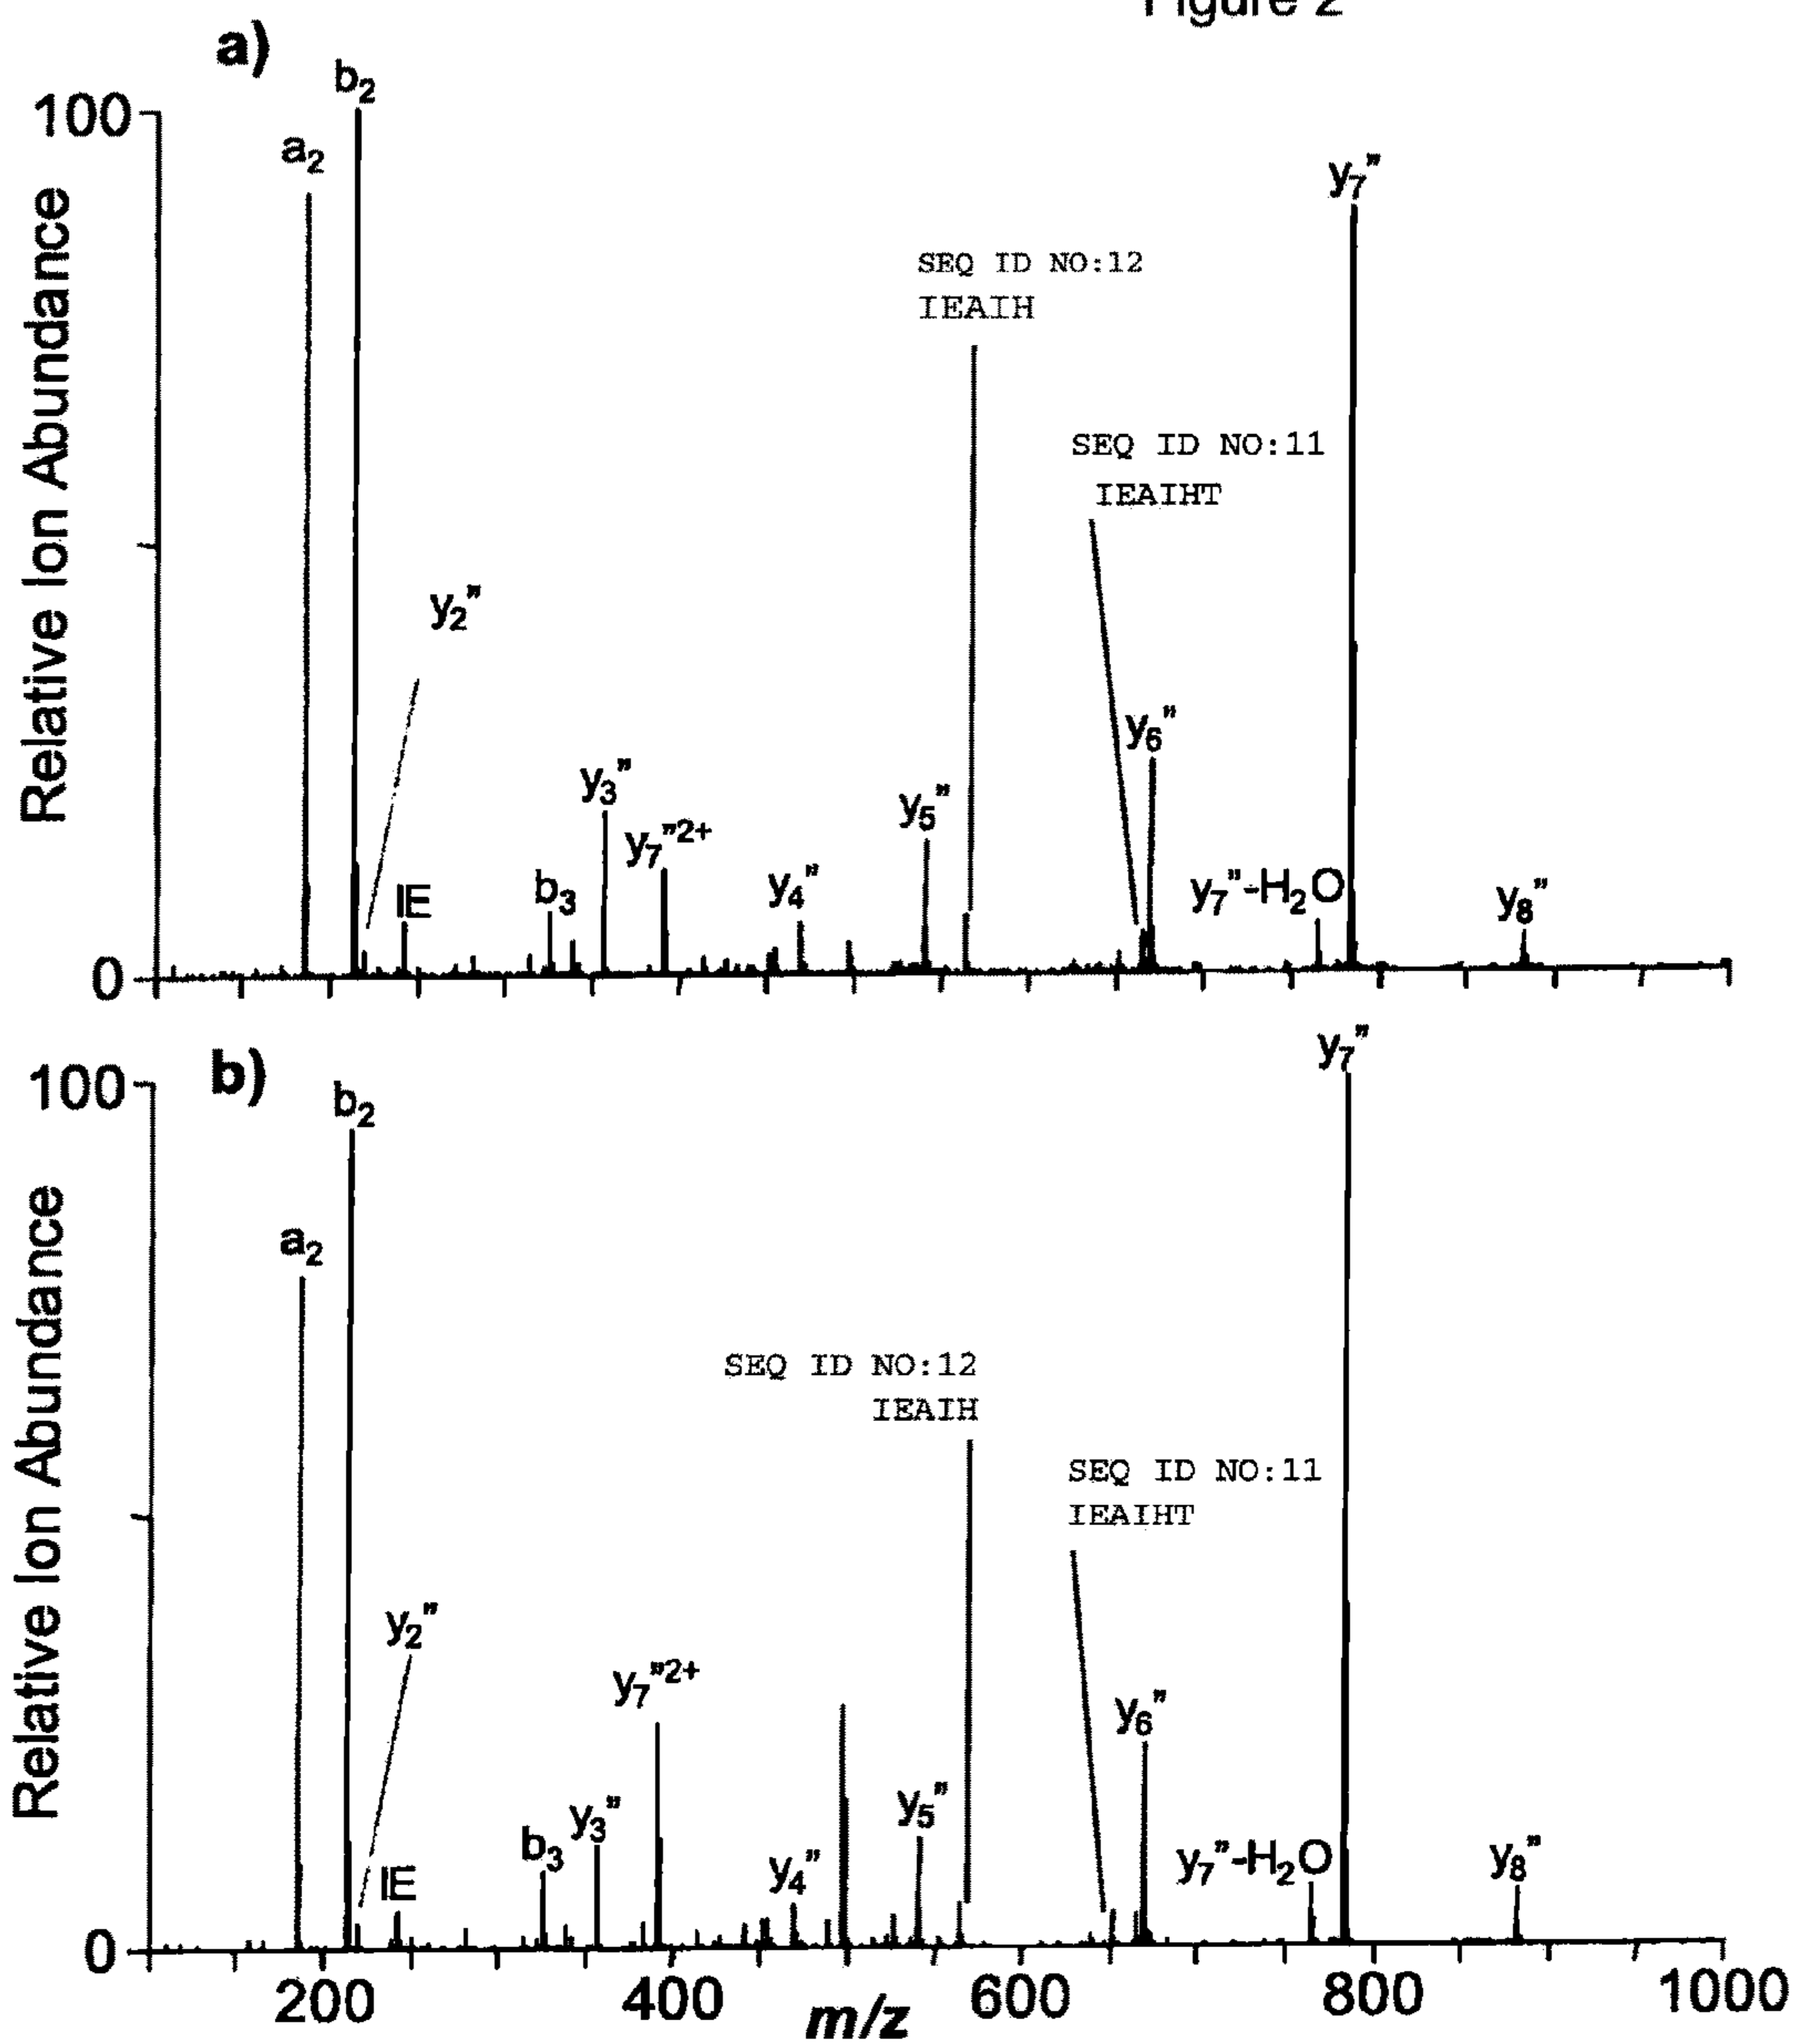 Figure 2
a)
100
b2
a2
y7”
SEQ ID NO:12
IEAIH
SEQ ID NO:11
IEAIHT
y2”
y6”
y3”
y7”2+
y5”
b3
IE
y4”
y7”-H2O
y8”
0
Relative Ion Abundance
b)
100
y7”
b2
a2
SEQ ID NO:12
IEAIH
SEQ ID NO:11
IEAIHT
y2”
y7”2+
y6”
y5”
y3”
b3
IE
y4”
y7”-H2O
y8”
0
Relative Ion Abundance
200
400
600
800
1000
m/z